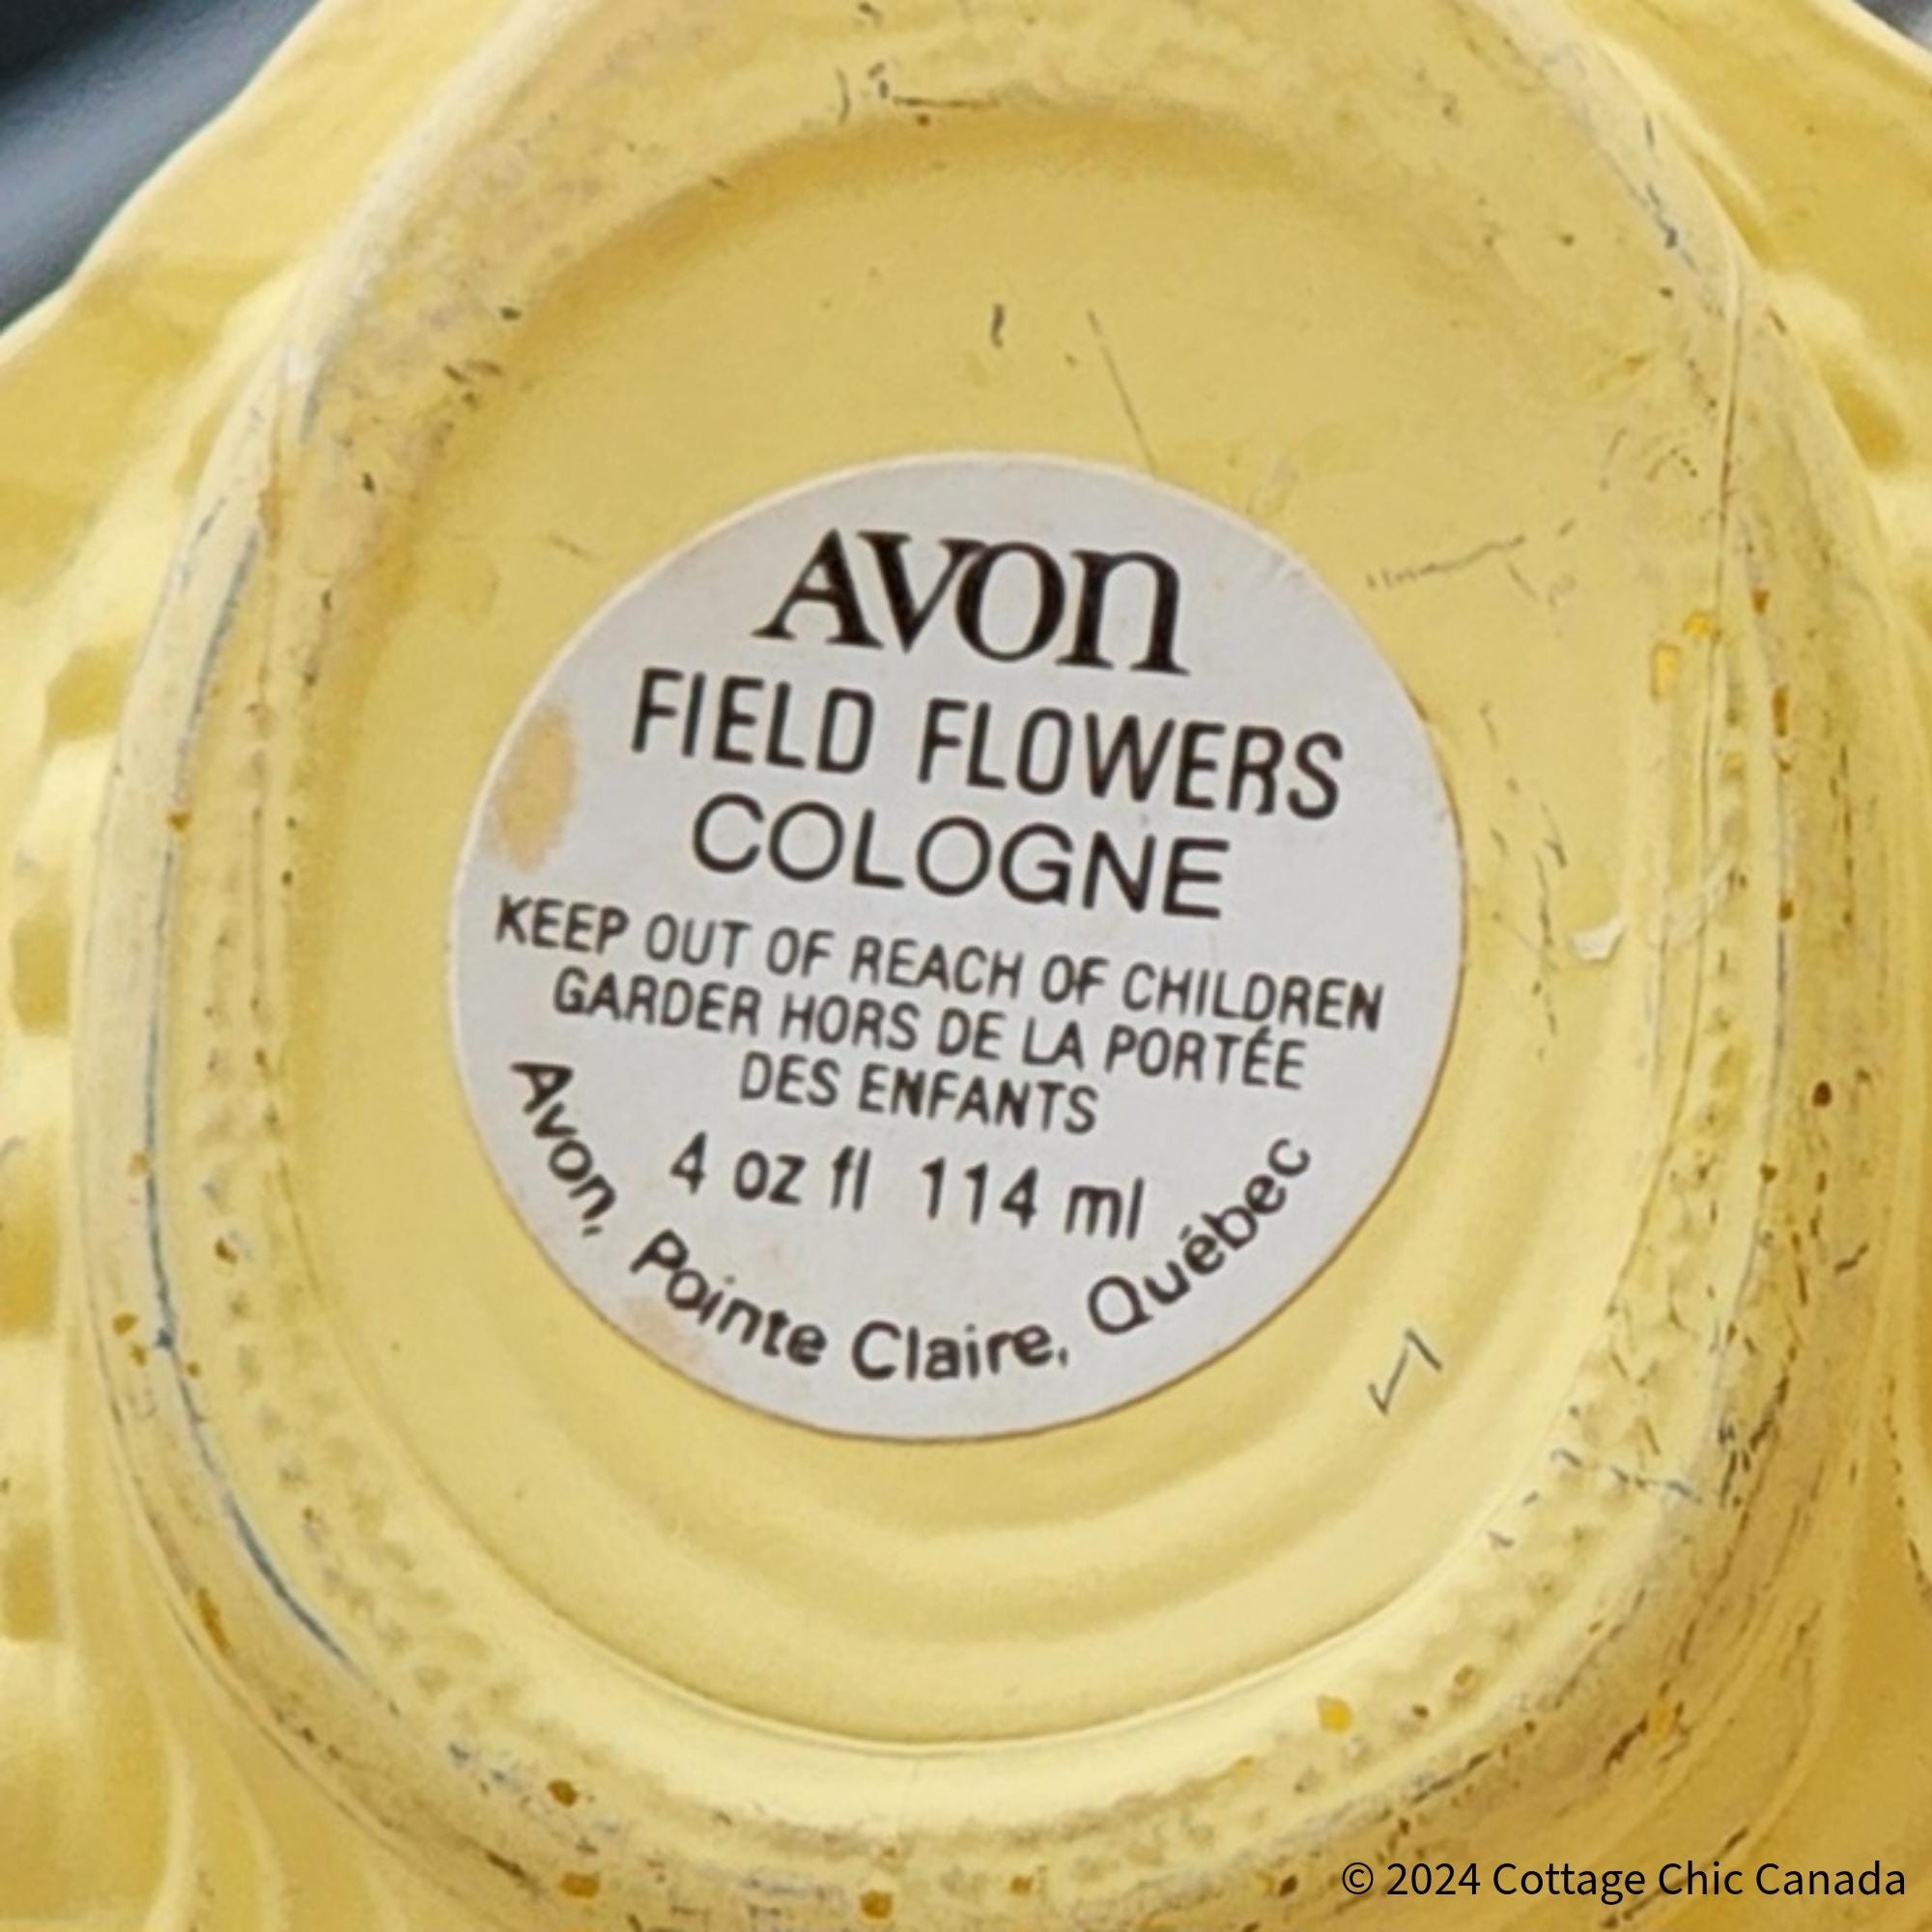 AVON
FIELD FLOWERS
COLOGNE
KEEP OUT OF REACH OF CHILDREN
GARDER HORS DE LA PORTÉE
DES ENFANTS
4 oz fl 114 ml
Avon, Pointe Claire, Québec
© 2024 Cottage Chic Canada